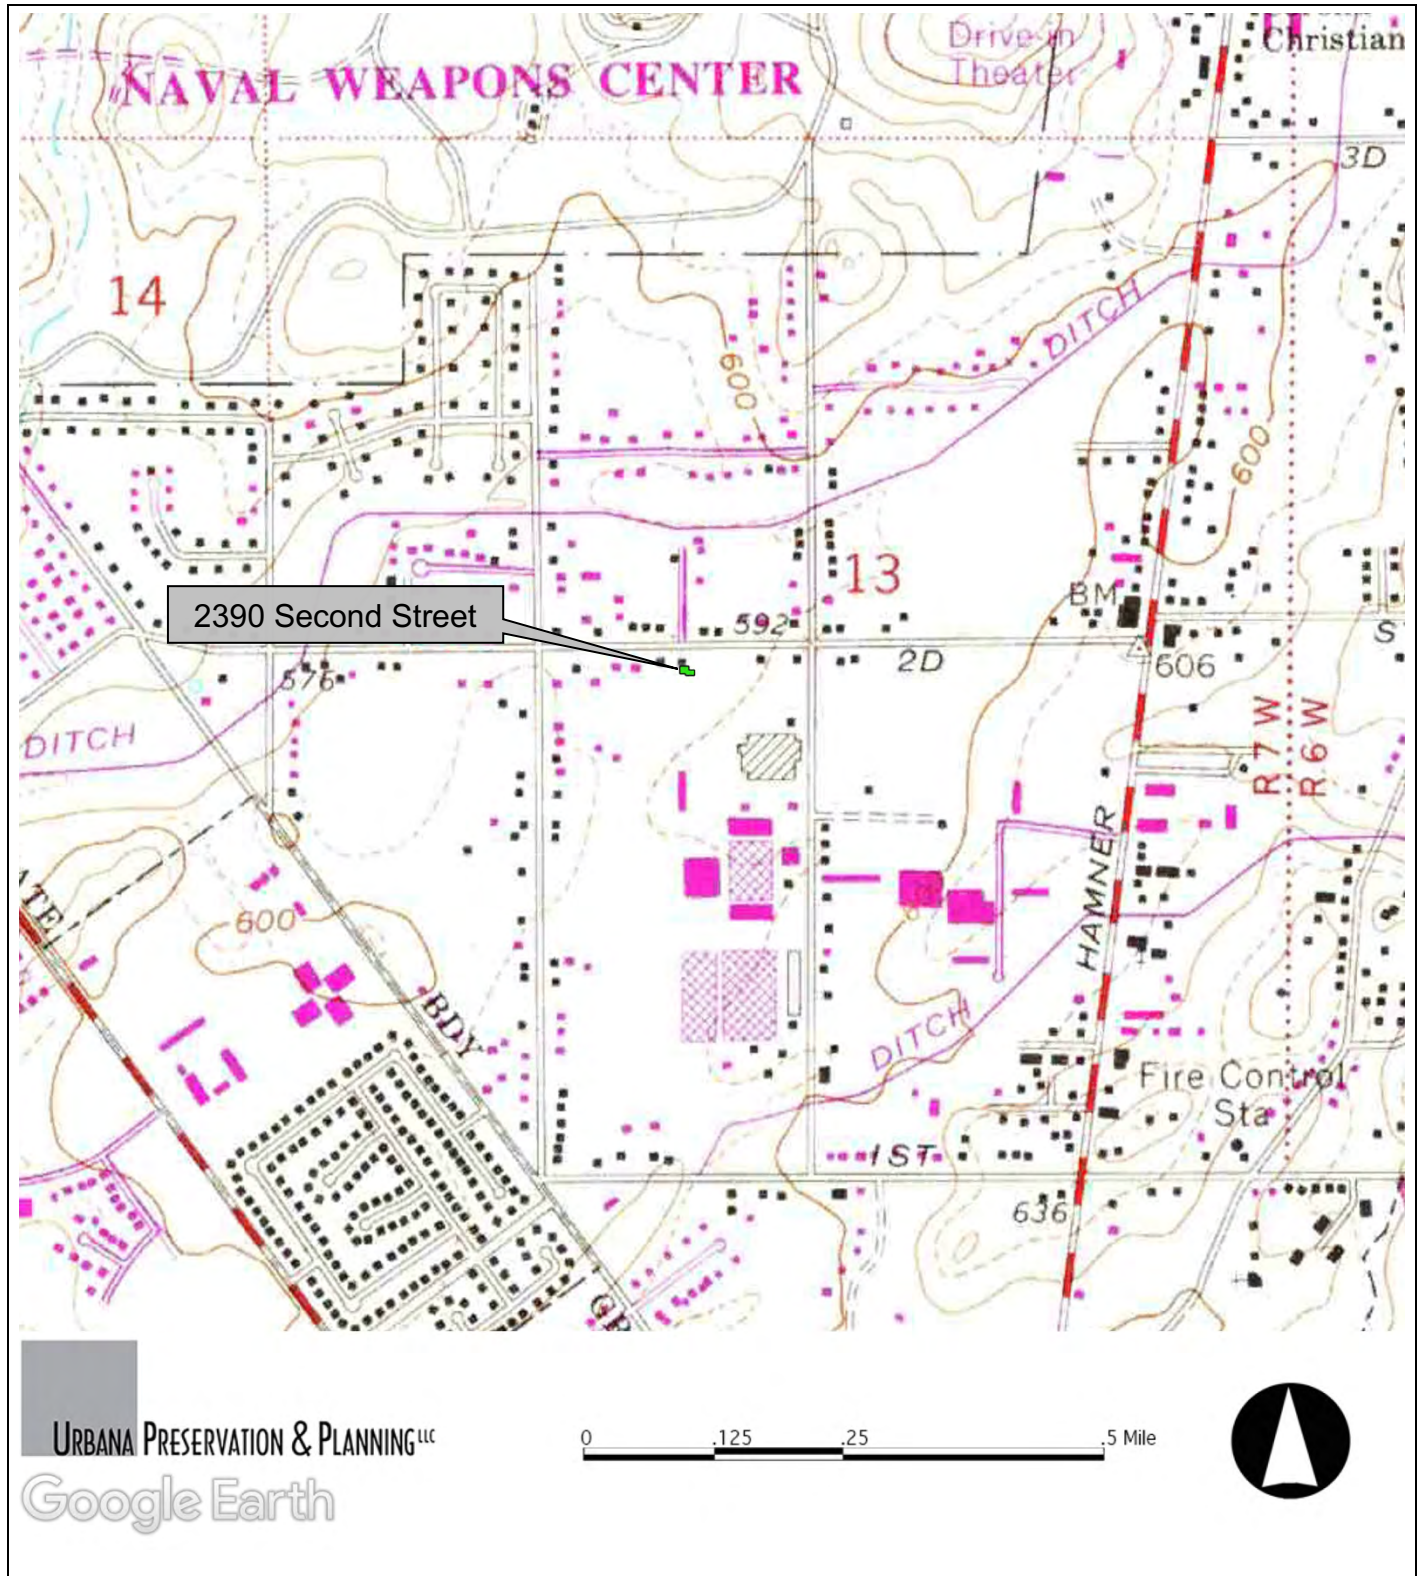 Drive-in
Theater
Christian
NAVAL WEAPONS CENTER
3D
14
DITCH
600
600
13
BM
2390 Second Street
592
S
2D
606
576
DITCH
R 7 W
R 6 W
HAMNER
600
BDY
DITCH
Fire Control
Sta
1ST
636
URBANA PRESERVATION & PLANNING LLC
0 .125 .25 .5 Mile
Google Earth